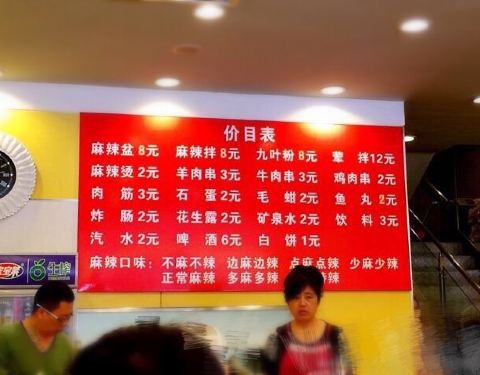 价目表
麻辣盆8元 麻辣拌8元 九叶粉8元 荤拌12元
麻辣烫2元 羊肉串3元 牛肉串3元 鸡肉串2元
肉筋3元 石蛋2元 毛蚶2元 鱼丸2元
炸肠2元 花生露2元 矿泉水2元 饮料3元
汽水2元 啤酒6元 白饼1元
麻辣口味：不麻不辣 边麻边辣 点麻点辣 少麻少辣
正常麻辣 多麻多辣 辣
生榨